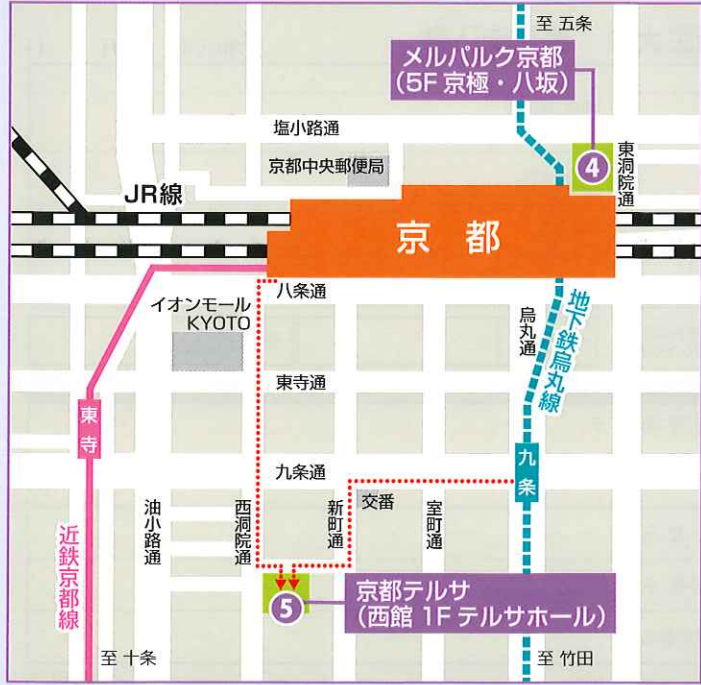 至 五条
メルパルク京都
(5F 京極・八坂)
塩小路通
京都中央郵便局
4
東洞院通
JR線
京 都
八条通
イオンモール
KYOTO
烏丸通
地下鉄烏丸線
東寺通
東寺
九条通
九条
交番
油小路通
西洞院通
新町通
室町通
近鉄京都線
5
京都テルサ
(西館 1F テルサホール)
至 十条
至 竹田